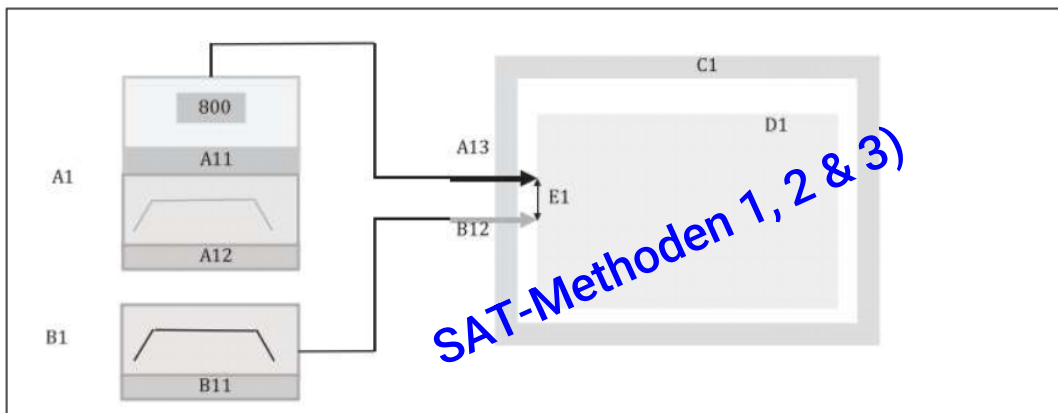 C1
800
D1
A13
A11
A1
E1
B12
A12
B1
B11
SAT-Methoden 1, 2 & 3)